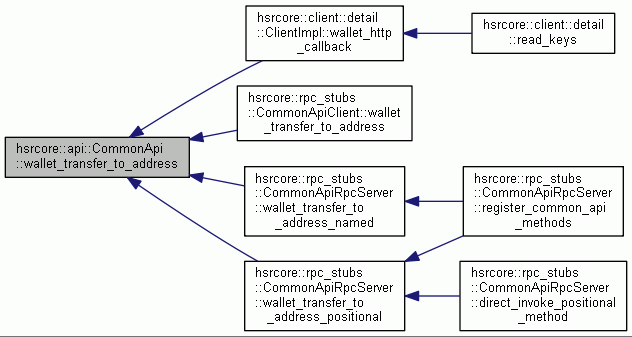 hsrcore::client::detail
::ClientImpl::wallet_http
_callback
hsrcore::client::detail
::read_keys
hsrcore::rpc_stubs
::CommonApiClient::wallet
_transfer_to_address
hsrcore::api::CommonApi
::wallet_transfer_to_address
hsrcore::rpc_stubs
::CommonApiRpcServer
::wallet_transfer_to
_address_named
hsrcore::rpc_stubs
::CommonApiRpcServer
::register_common_api
_methods
hsrcore::rpc_stubs
::CommonApiRpcServer
::wallet_transfer_to
_address_positional
hsrcore::rpc_stubs
::CommonApiRpcServer
::direct_invoke_positional
_method